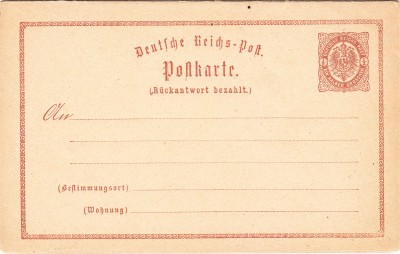 Deutsche Reichs-Post.
Postkarte.
(Rückantwort bezahlt.)
An
(Bestimmungsort)
(Wohnung)